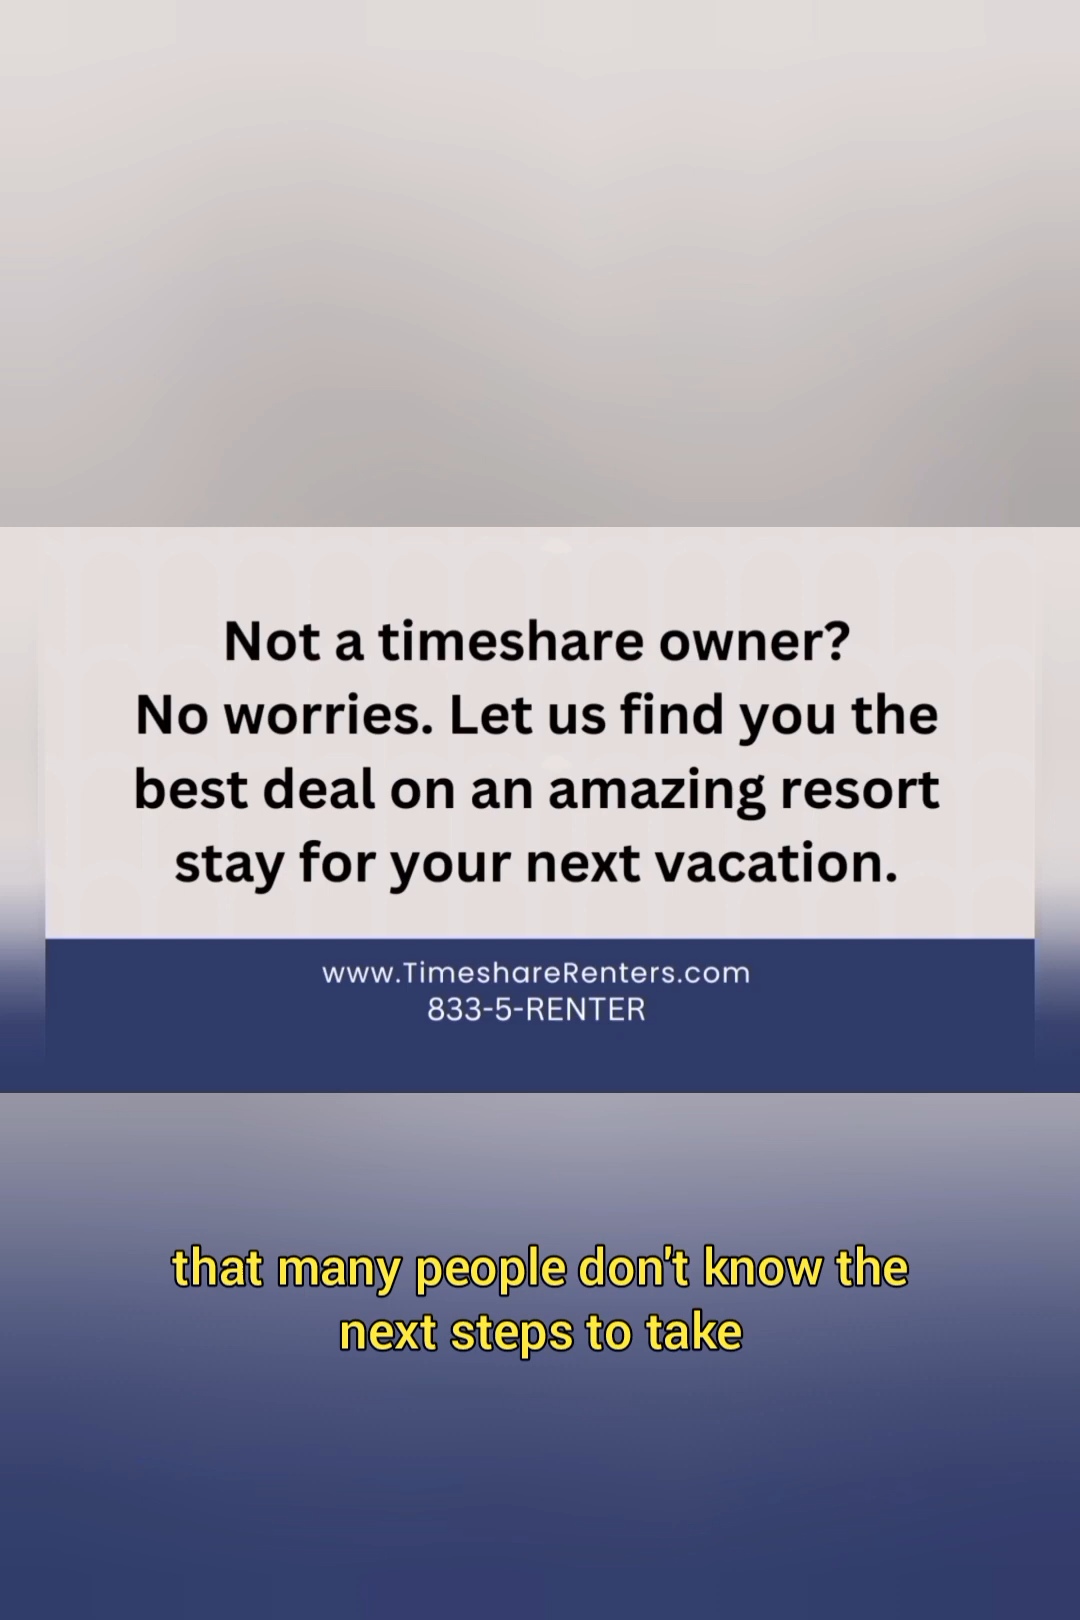 Not a timeshare owner?
No worries. Let us find you the
best deal on an amazing resort
stay for your next vacation.
www.TimeshareRenters.com
833-5-RENTER
that many people don't know the
next steps to take